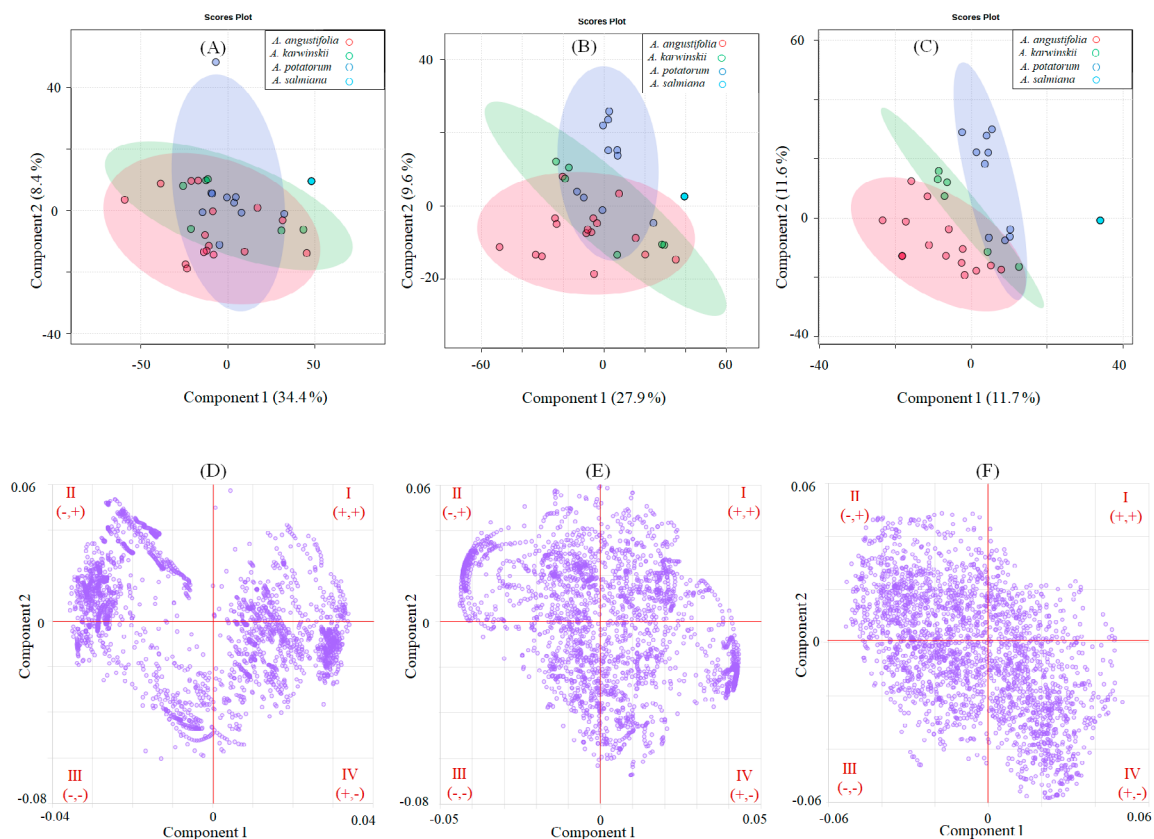 Scores Plot
(A)
A. angustifolia
A. karwinskii
A. potatorum
A. salmiana
40
0
-40
Component 2 (8.4 %)
-50
0
50
Component 1 (34.4 %)
Scores Plot
(B)
A. angustifolia
A. karwinskii
A. potatorum
A. salmiana
40
20
0
-20
Component 2 (9.6 %)
-60
0
60
Component 1 (27.9 %)
Scores Plot
(C)
A. angustifolia
A. karwinskii
A. potatorum
A. salmiana
60
0
-40
Component 2 (11.6 %)
-40
0
40
Component 1 (11.7 %)
(D)
0.06
0
-0.08
Component 2
II
(-,+)
I
(+,+)
III
(-,-)
IV
(+,-)
-0.04
0
0.04
Component 1
(E)
0.06
0
-0.08
Component 2
II
(-,+)
I
(+,+)
III
(-,-)
IV
(+,-)
-0.05
0
0.05
Component 1
(F)
0.06
0
-0.06
Component 2
II
(-,+)
I
(+,+)
III
(-,-)
IV
(+,-)
-0.06
0.06
0.06
Component 1